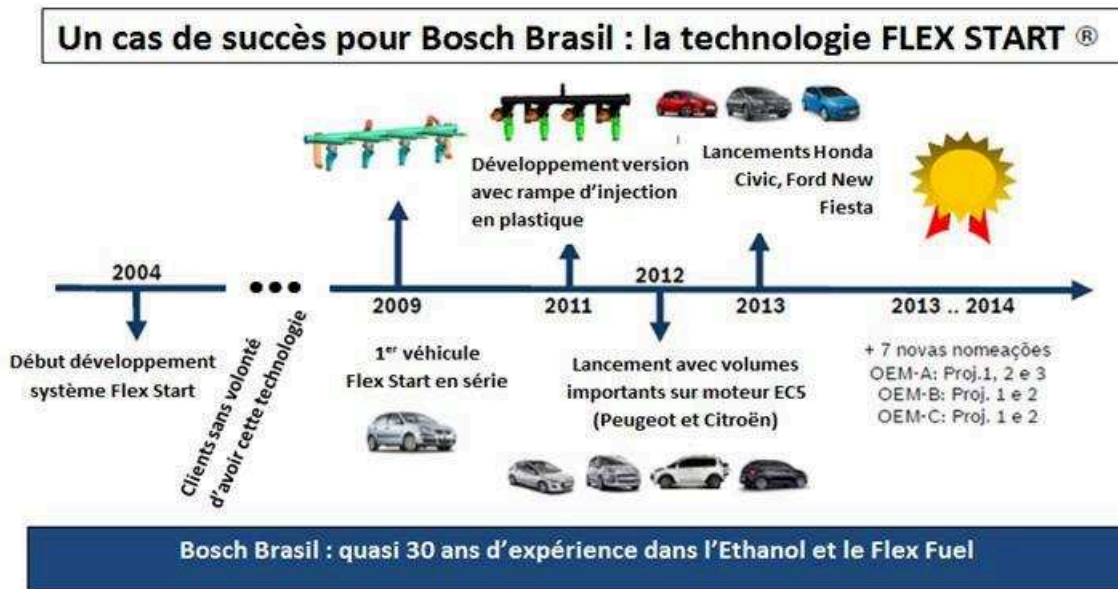 Un cas de succès pour Bosch Brasil : la technologie FLEX START ®
2004
Début développement
système Flex Start
Clients sans volonté
d'avoir cette technologie
2009
1er véhicule
Flex Start en série
Développement version
avec rampe d'injection
en plastique
2011
2012
Lancement avec volumes
importants sur moteur EC5
(Peugeot et Citroën)
Lancements Honda
Civic, Ford New
Fiesta
2013
2013 .. 2014
+ 7 novas nomeações
OEM-A: Proj.1, 2 e 3
OEM-B: Proj. 1 e 2
OEM-C: Proj. 1 e 2
Bosch Brasil : quasi 30 ans d'expérience dans l'Ethanol et le Flex Fuel